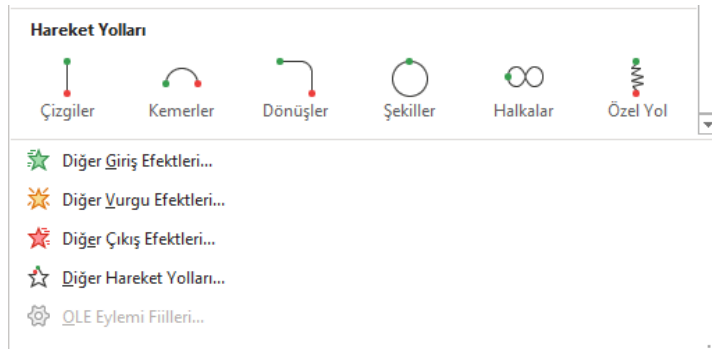 Hareket Yolları
Çizgiler Kemerler Dönüşler Şekiller Halkalar Özel Yol
Diğer Giriş Efektleri...
Diğer Vurgu Efektleri...
Diğer Çıkış Efektleri...
Diğer Hareket Yolları...
OLE Eylemi Fiilleri...